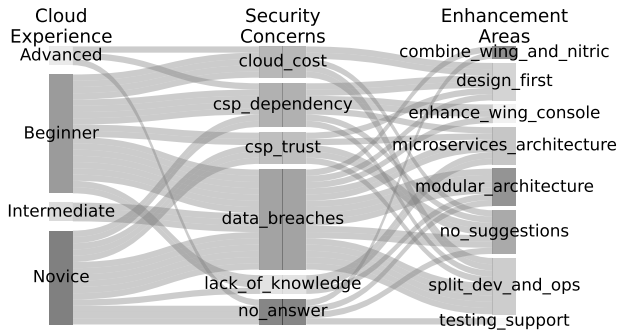 Cloud
Experience
Security
Concerns
Enhancement
Areas
Advanced
Beginner
Intermediate
Novice
cloud_cost
csp_dependency
csp_trust
data_breaches
lack_of_knowledge
no_answer
combine_wing_and_nitric
design_first
enhance_wing_console
microservices_architecture
modular_architecture
no_suggestions
split_dev_and_ops
testing_support